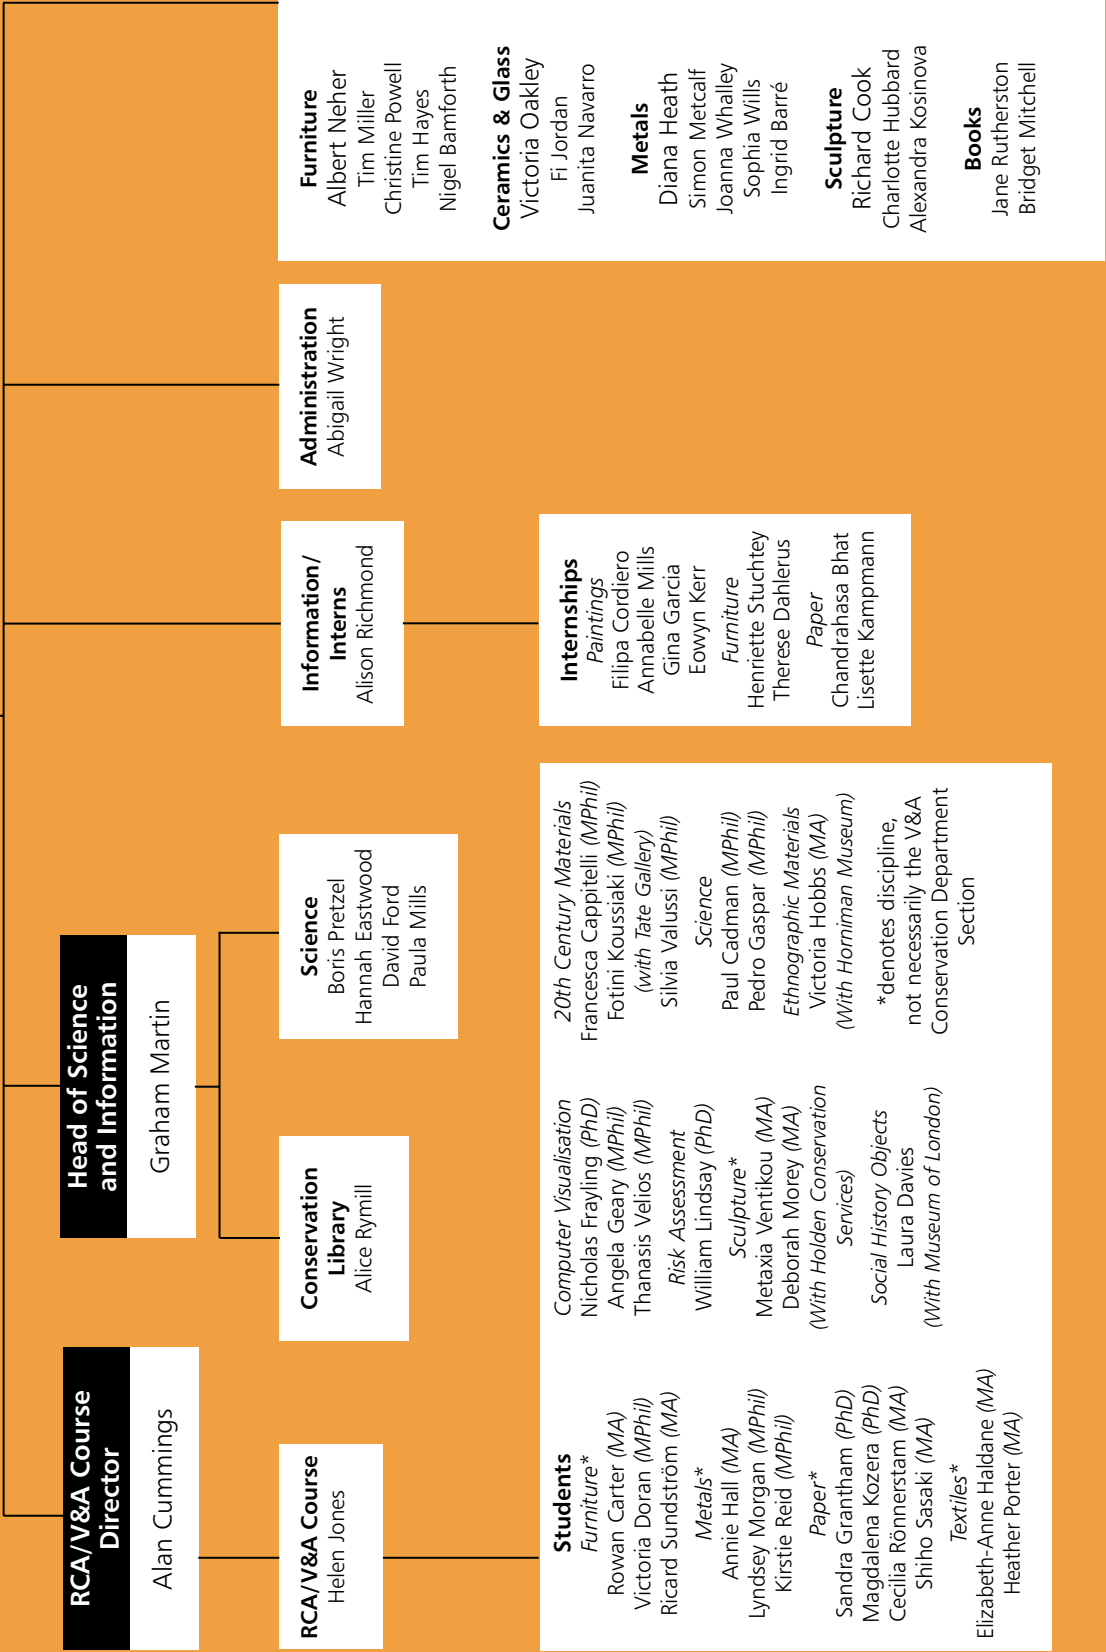 RCA/V&A Course
Director
Alan Cummings
Head of Science
and Information
Graham Martin
RCA/V&A Course
Helen Jones
Conservation
Library
Alice Rymill
Science
Boris Pretzel
Hannah Eastwood
David Ford
Paula Mills
Information/
Interns
Alison Richmond
Administration
Abigail Wright
Furniture
Albert Neher
Tim Miller
Christine Powell
Tim Hayes
Nigel Bamforth
Ceramics & Glass
Victoria Oakley
Fi Jordan
Juanita Navarro
Metals
Diana Heath
Simon Metcalf
Joanna Whalley
Sophia Wills
Ingrid Barré
Sculpture
Richard Cook
Charlotte Hubbard
Alexandra Kosinova
Books
Jane Rutherston
Bridget Mitchell
Students
Furniture*
Rowan Carter (MA)
Victoria Doran (MPhil)
Ricard Sundström (MA)
Metals*
Annie Hall (MA)
Lyndsey Morgan (MPhil)
Kirstie Reid (MPhil)
Paper*
Sandra Grantham (PhD)
Magdalena Kozera (PhD)
Cecilia Rönnerstam (MA)
Shiho Sasaki (MA)
Textiles*
Elizabeth-Anne Haldane (MA)
Heather Porter (MA)
Computer Visualisation
Nicholas Frayling (PhD)
Angela Geary (MPhil)
Thanasis Velios (MPhil)
Risk Assessment
William Lindsay (PhD)
Sculpture*
Metaxia Ventikou (MA)
Deborah Morey (MA)
(With Holden Conservation
Services)
Social History Objects
Laura Davies
(With Museum of London)
20th Century Materials
Francesca Cappitelli (MPhil)
Fotini Koussiaki (MPhil)
(with Tate Gallery)
Silvia Valussi (MPhil)
Science
Paul Cadman (MPhil)
Pedro Gaspar (MPhil)
Ethnographic Materials
Victoria Hobbs (MA)
(With Horniman Museum)
*denotes discipline,
not necessarily the V&A
Conservation Department
Section
Internships
Paintings
Filipa Cordiero
Annabelle Mills
Gina Garcia
Eowyn Kerr
Furniture
Henriette Stuchtey
Therese Dahlerus
Paper
Chandrahasa Bhat
Lisette Kampmann